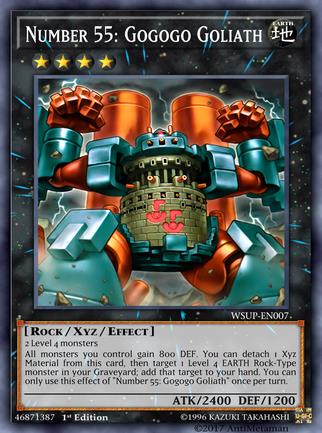 Number 55: Gogogo Goliath
EARTH
地
55
WSUP-EN007
[Rock / Xyz / Effect]
2 Level 4 monsters
All monsters you control gain 800 DEF. You can detach 1 Xyz
Material from this card, then target 1 Level 4 EARTH Rock-Type
monster in your Graveyard; add that target to your hand. You can
only use this effect of "Number 55: Gogogo Goliath" once per turn.
ATK/2400 DEF/1200
46871387 1st Edition ©1996 KAZUKI TAKAHASHI
©2017 AntiMetaman